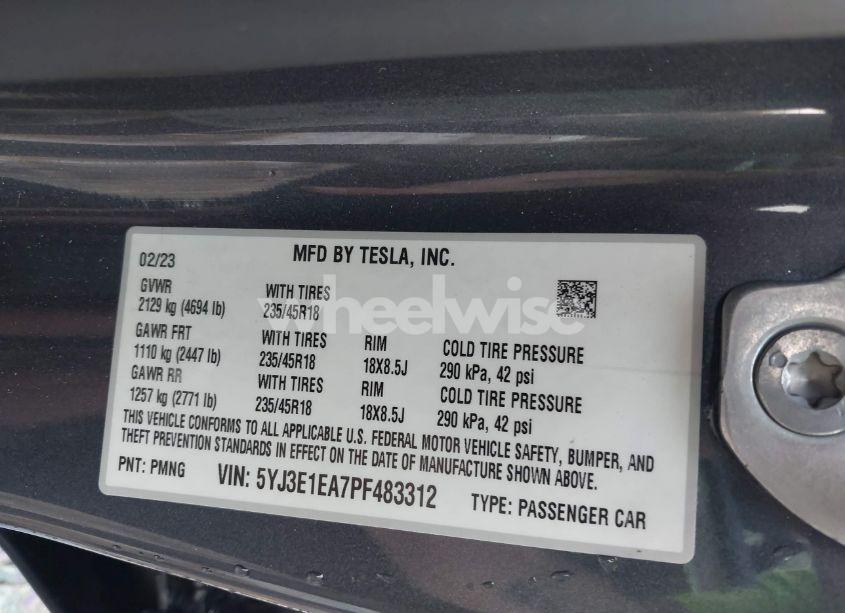 MFD BY TESLA, INC.
02/23
GVWR
2129 kg (4694 lb)
WITH TIRES
235/45R18
GAWR FRT
1110 kg (2447 lb)
WITH TIRES
235/45R18
RIM
18X8.5J
COLD TIRE PRESSURE
290 kPa, 42 psi
GAWR RR
1257 kg (2771 lb)
WITH TIRES
235/45R18
RIM
18X8.5J
COLD TIRE PRESSURE
290 kPa, 42 psi
THIS VEHICLE CONFORMS TO ALL APPLICABLE U.S. FEDERAL MOTOR VEHICLE SAFETY, BUMPER, AND
THEFT PREVENTION STANDARDS IN EFFECT ON THE DATE OF MANUFACTURE SHOWN ABOVE.
PNT: PMNG
VIN: 5YJ3E1EA7PF483312
TYPE: PASSENGER CAR
wheelwise